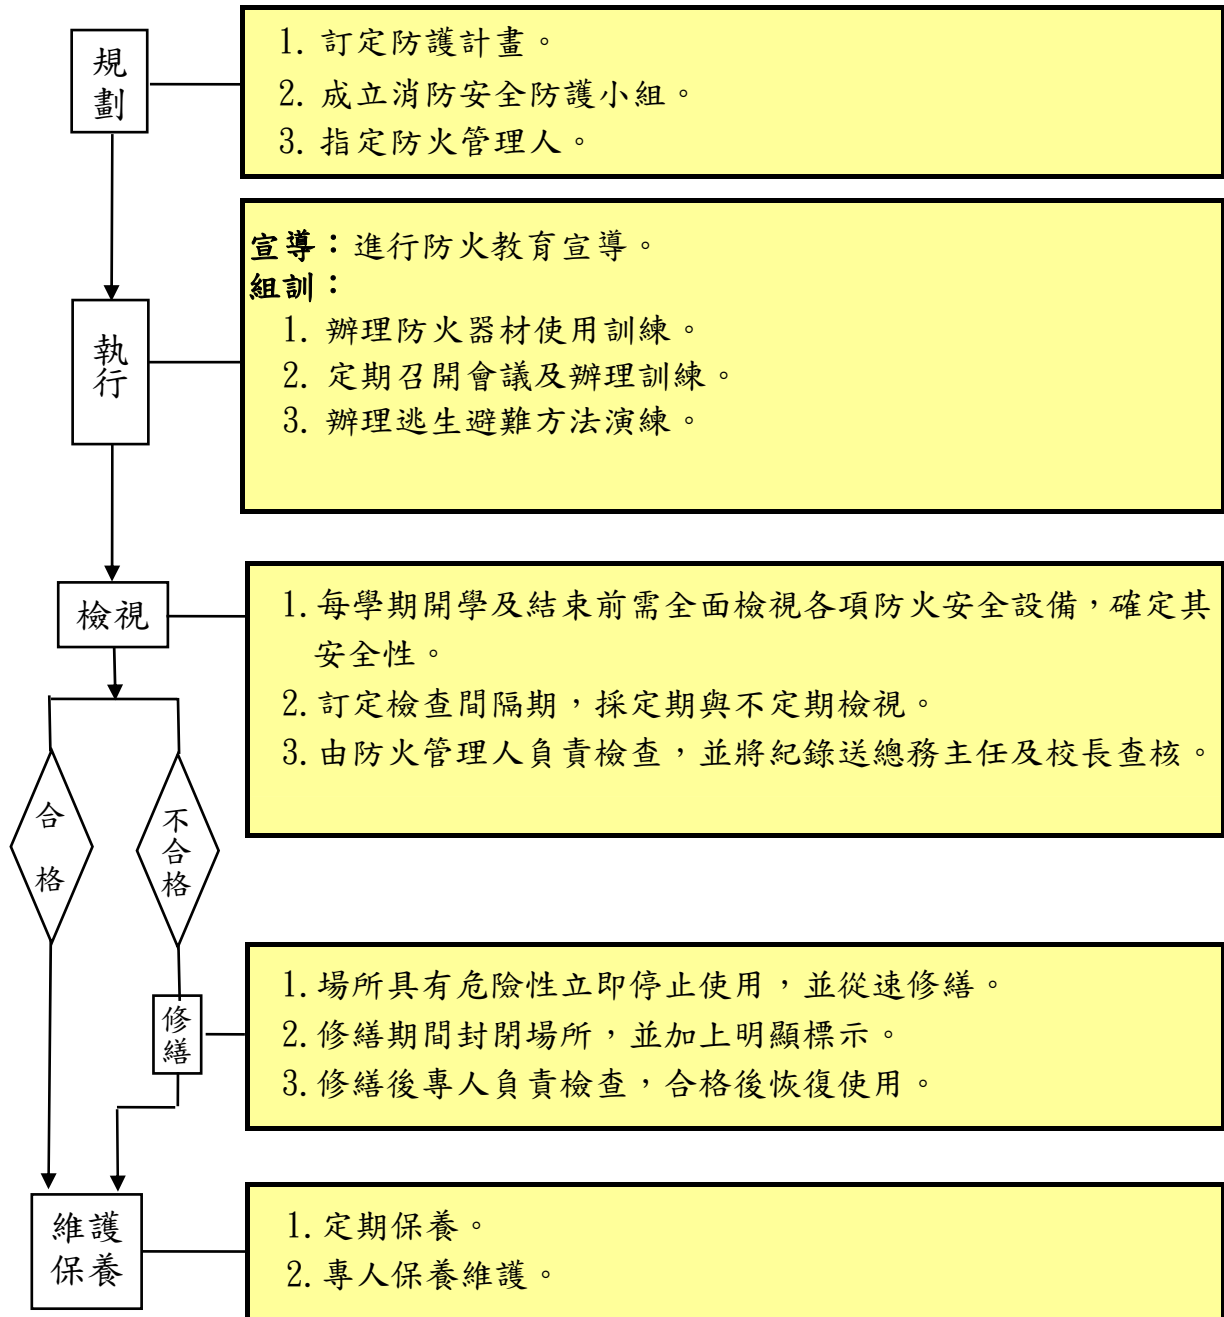 規
劃
1. 訂定防護計畫。
2. 成立消防安全防護小組。
3. 指定防火管理人。
執
行
宣導：進行防火教育宣導。
組訓：
1. 辦理防火器材使用訓練。
2. 定期召開會議及辦理訓練。
3. 辦理逃生避難方法演練。
檢視
1. 每學期開學及結束前需全面檢視各項防火安全設備，確定其
安全性。
2. 訂定檢查間隔期，採定期與不定期檢視。
3. 由防火管理人負責檢查，並將紀錄送總務主任及校長查核。
合
格
不
合
格
修
繕
1. 場所具有危險性立即停止使用，並從速修繕。
2. 修繕期間封閉場所，並加上明顯標示。
3. 修繕後專人負責檢查，合格後恢復使用。
維護
保養
1. 定期保養。
2. 專人保養維護。